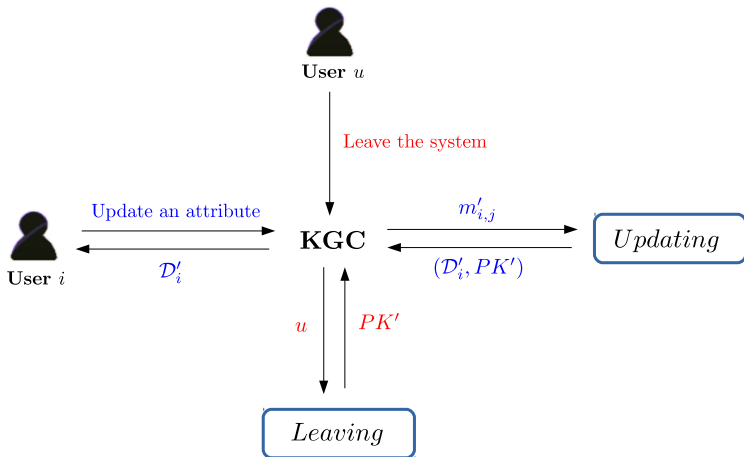 User u
Leave the system
Update an attribute
KGC
m′i,j
Updating
User i
𝒟′i
(𝒟′i, PK′)
u
PK′
Leaving